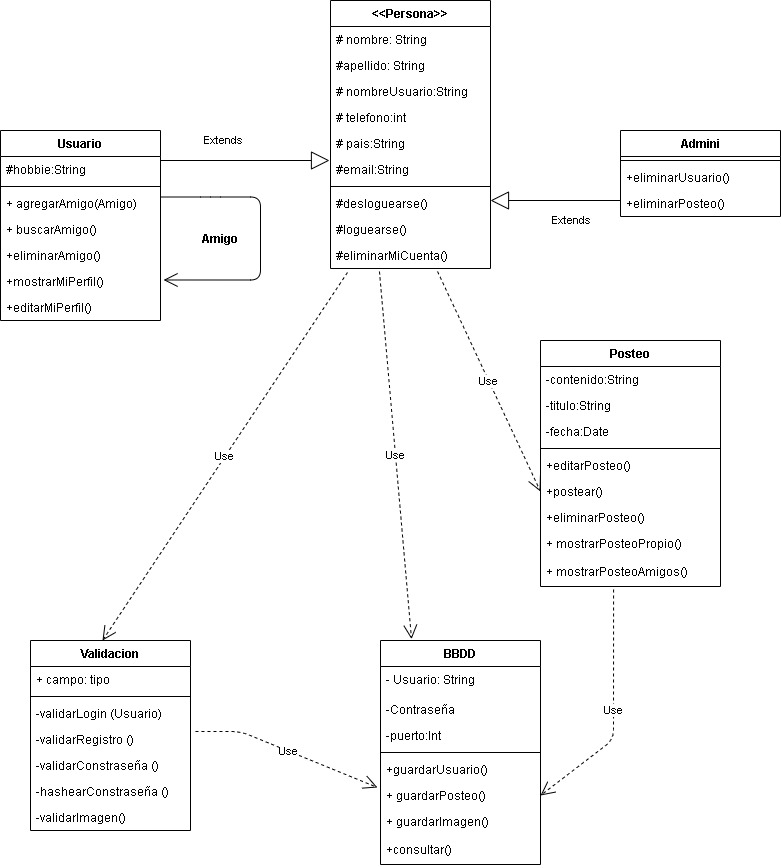 <<Persona>>
# nombre: String
#apellido: String
# nombreUsuario:String
# telefono:int
# pais:String
#email:String
#desloguearse()
#loguearse()
#eliminarMiCuenta()
Usuario
#hobbie:String
+ agregarAmigo(Amigo)
+ buscarAmigo()
+eliminarAmigo()
+mostrarMiPerfil()
+editarMiPerfil()
Extends
Amigo
Admini
+eliminarUsuario()
+eliminarPosteo()
Extends
Posteo
-contenido:String
-titulo:String
-fecha:Date
+editarPosteo()
+postear()
+eliminarPosteo()
+ mostrarPosteoPropio()
+ mostrarPosteoAmigos()
Use
Use
Use
Validacion
+ campo: tipo
-validarLogin (Usuario)
-validarRegistro ()
-validarConstraseña ()
-hashearConstraseña ()
-validarImagen()
Use
BBDD
- Usuario: String
-Contraseña
-puerto:Int
+guardarUsuario()
+ guardarPosteo()
+ guardarImagen()
+consultar()
Use